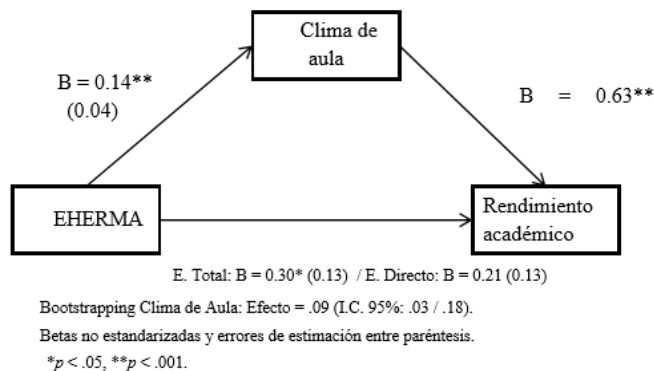 Clima de
aula
B = 0.14**
(0.04)
B = 0.63**
EHERMA
Rendimiento
académico
E. Total: B = 0.30* (0.13) / E. Directo: B = 0.21 (0.13)
Bootstrapping Clima de Aula: Efecto = .09 (I.C. 95%: .03 / .18).
Betas no estandarizadas y errores de estimación entre paréntesis.
*p < .05, **p < .001.